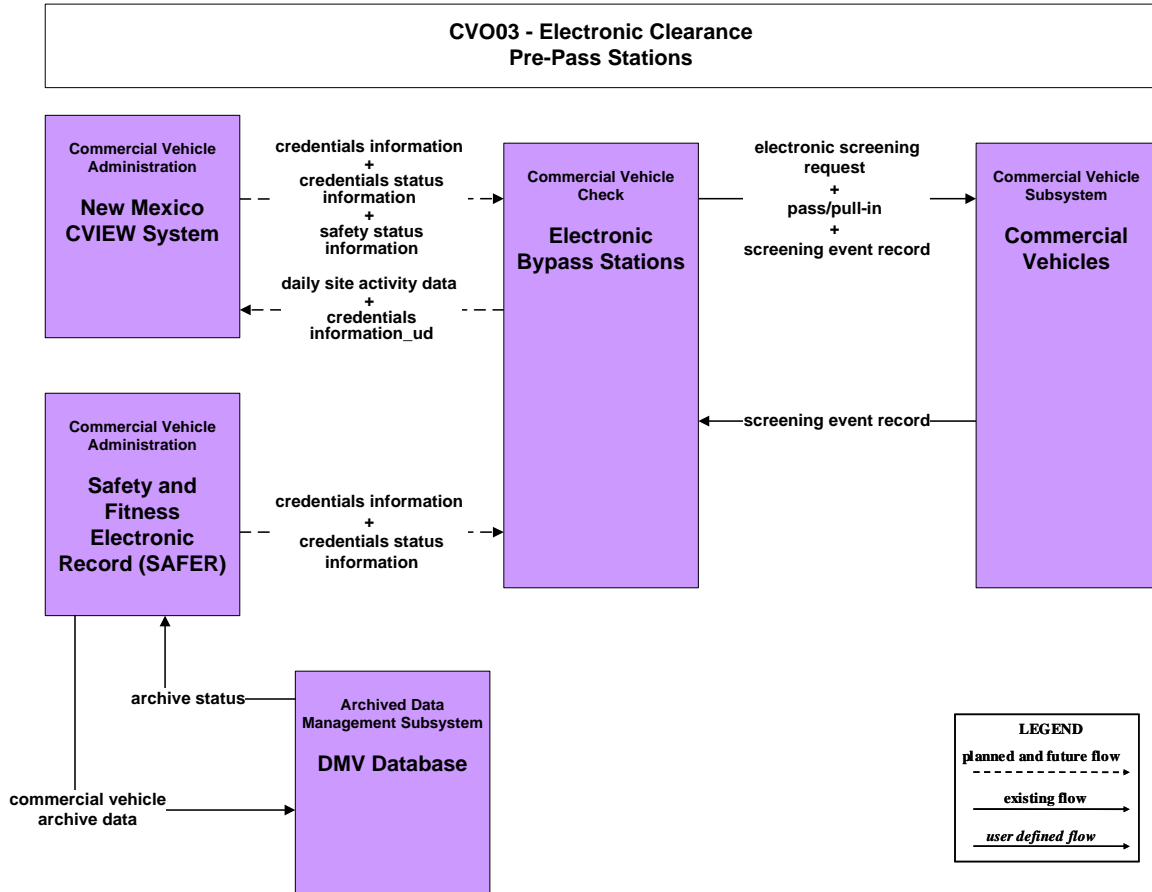 CVO03 - Electronic Clearance
Pre-Pass Stations
Commercial Vehicle
Administration
New Mexico
CVIEW System
credentials information
+
credentials status
information
+
safety status
information
daily site activity data
+
credentials
information_ud
Commercial Vehicle
Check
Electronic
Bypass Stations
electronic screening
request
+
pass/pull-in
+
screening event record
Commercial Vehicle
Subsystem
Commercial
Vehicles
screening event record
Commercial Vehicle
Administration
Safety and
Fitness
Electronic
Record (SAFER)
credentials information
+
credentials status
information
archive status
Archived Data
Management Subsystem
DMV Database
commercial vehicle
archive data
LEGEND
planned and future flow
existing flow
user defined flow